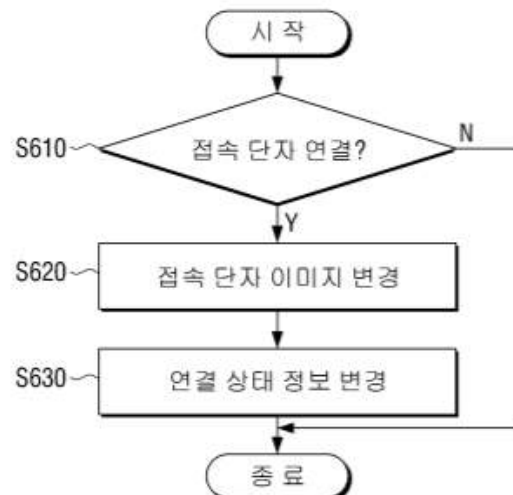 시 작
S610
접속 단자 연결?
N
Y
S620
접속 단자 이미지 변경
S630
연결 상태 정보 변경
종 료